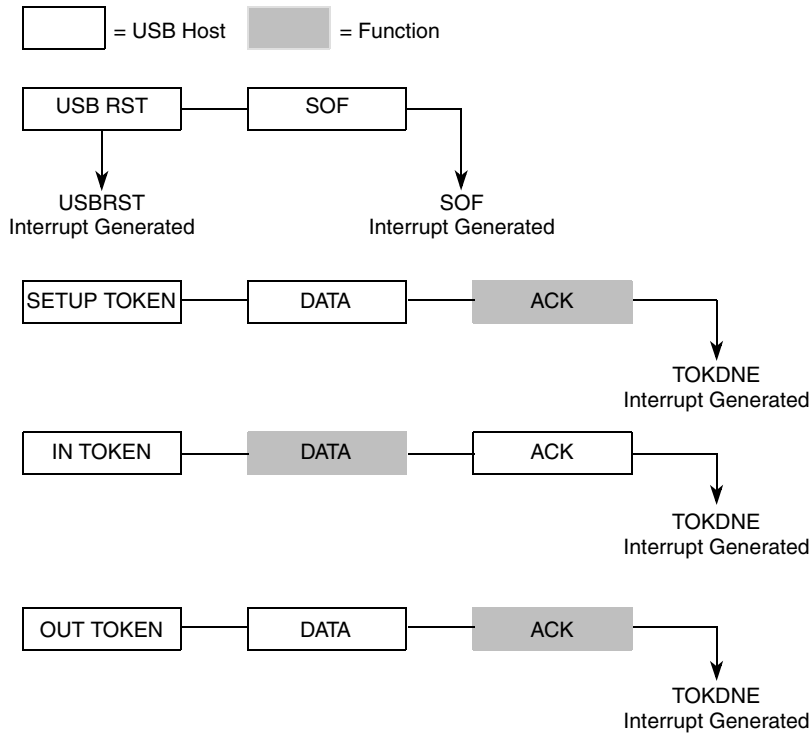 = USB Host
= Function
USB RST
SOF
USBRST
Interrupt Generated
SOF
Interrupt Generated
SETUP TOKEN
DATA
ACK
TOKDNE
Interrupt Generated
IN TOKEN
DATA
ACK
TOKDNE
Interrupt Generated
OUT TOKEN
DATA
ACK
TOKDNE
Interrupt Generated